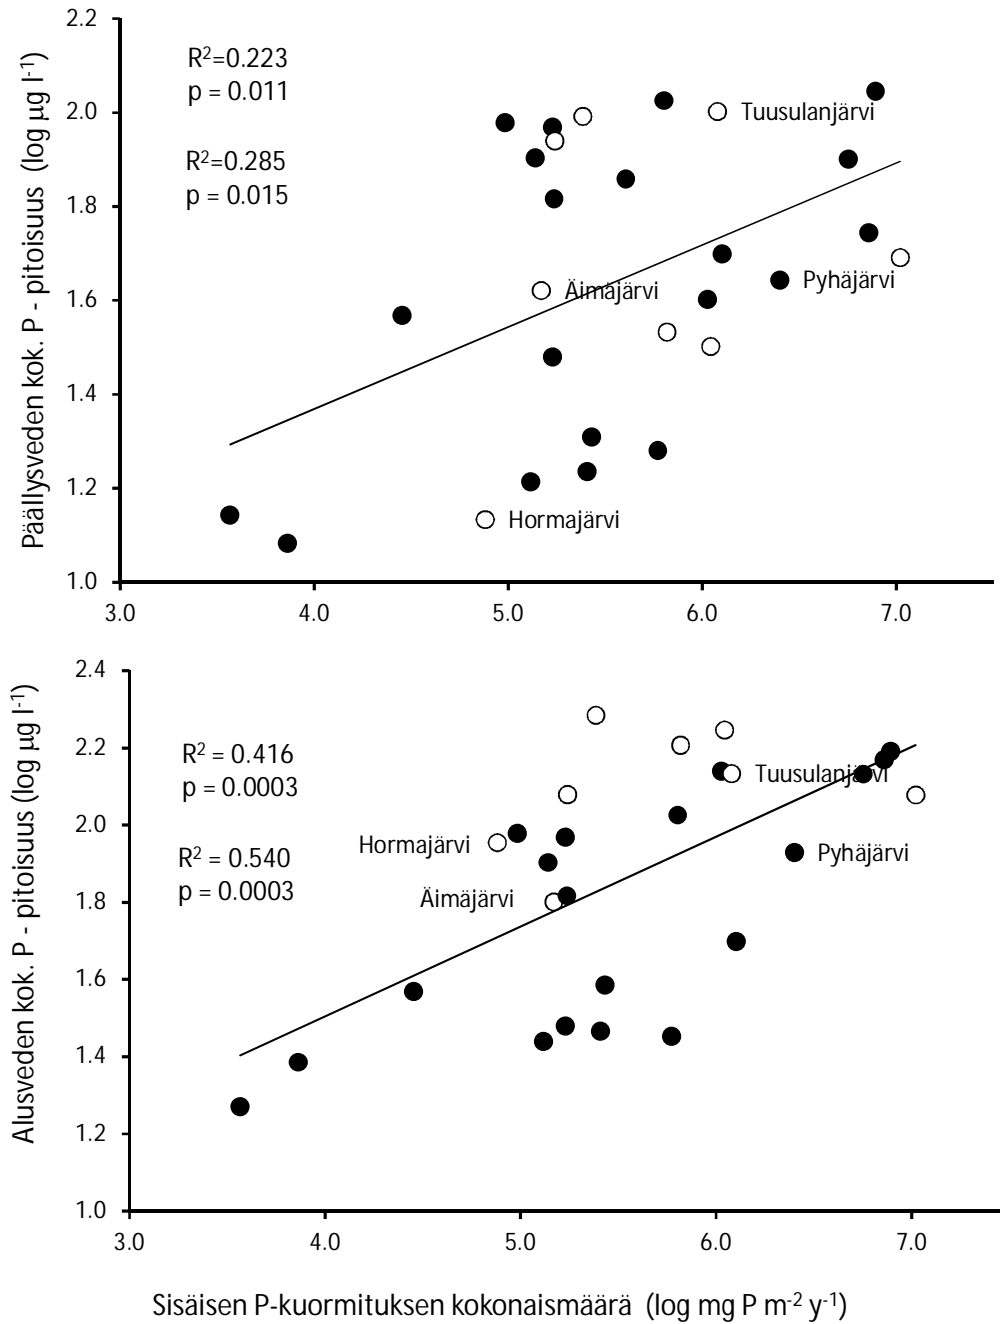 Päällysveden kok. P - pitoisuus (log µg l⁻¹)
2.2
2.0
1.8
1.6
1.4
1.2
1.0
R²=0.223
p = 0.011
R²=0.285
p = 0.015
Tuusulanjärvi
Äimäjärvi
Pyhäjärvi
Hormajärvi
3.0 4.0 5.0 6.0 7.0
Alusveden kok. P - pitoisuus (log µg l⁻¹)
2.4
2.2
2.0
1.8
1.6
1.4
1.2
1.0
R² = 0.416
p = 0.0003
R² = 0.540
p = 0.0003
Tuusulanjärvi
Hormajärvi
Pyhäjärvi
Äimäjärvi
3.0 4.0 5.0 6.0 7.0
Sisäisen P-kuormituksen kokonaismäärä (log mg P m⁻² y⁻¹)